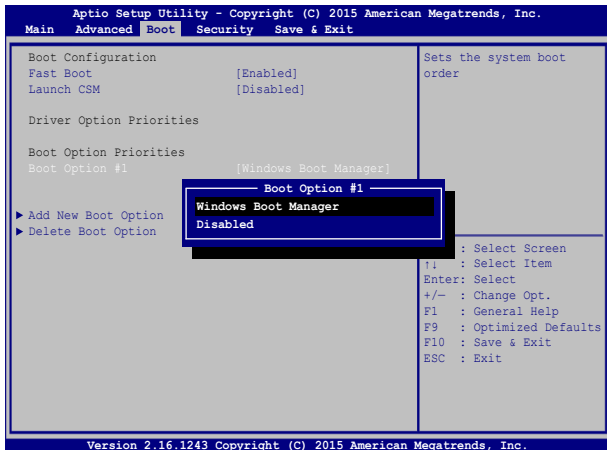 Aptio Setup Utility - Copyright (C) 2015 American Megatrends, Inc.
Main Advanced Boot Security Save & Exit
Boot Configuration
Fast Boot [Enabled]
Launch CSM [Disabled]
Driver Option Priorities
Boot Option Priorities
Boot Option #1 [Windows Boot Manager]
Add New Boot Option
Delete Boot Option
Boot Option #1
Windows Boot Manager
Disabled
Sets the system boot
order
: Select Screen
↑↓ : Select Item
Enter: Select
+/— : Change Opt.
F1 : General Help
F9 : Optimized Defaults
F10 : Save & Exit
ESC : Exit
Version 2.16.1243 Copyright (C) 2015 American Megatrends, Inc.